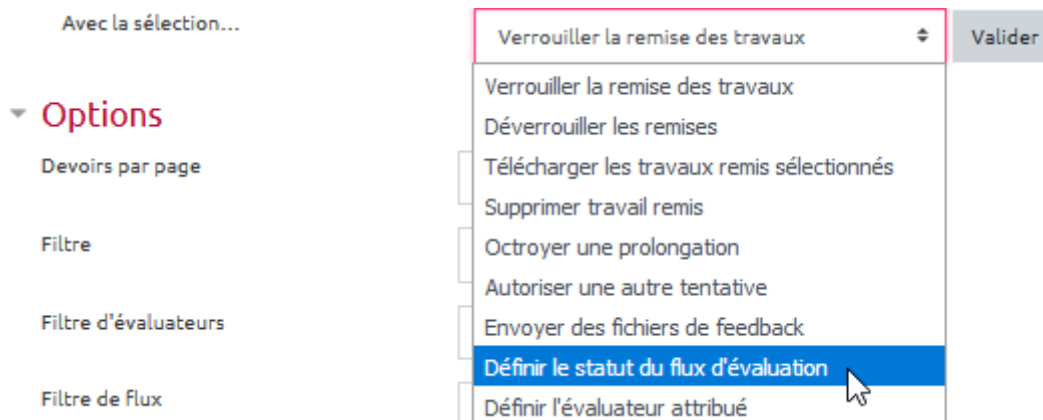 Avec la sélection...
Verrouiller la remise des travaux
Valider
Verrouiller la remise des travaux
Options
Déverrouiller les remises
Devoirs par page
Télécharger les travaux remis sélectionnés
Supprimer travail remis
Filtre
Octroyer une prolongation
Autoriser une autre tentative
Filtre d'évaluateurs
Envoyer des fichiers de feedback
Définir le statut du flux d'évaluation
Filtre de flux
Définir l'évaluateur attribué